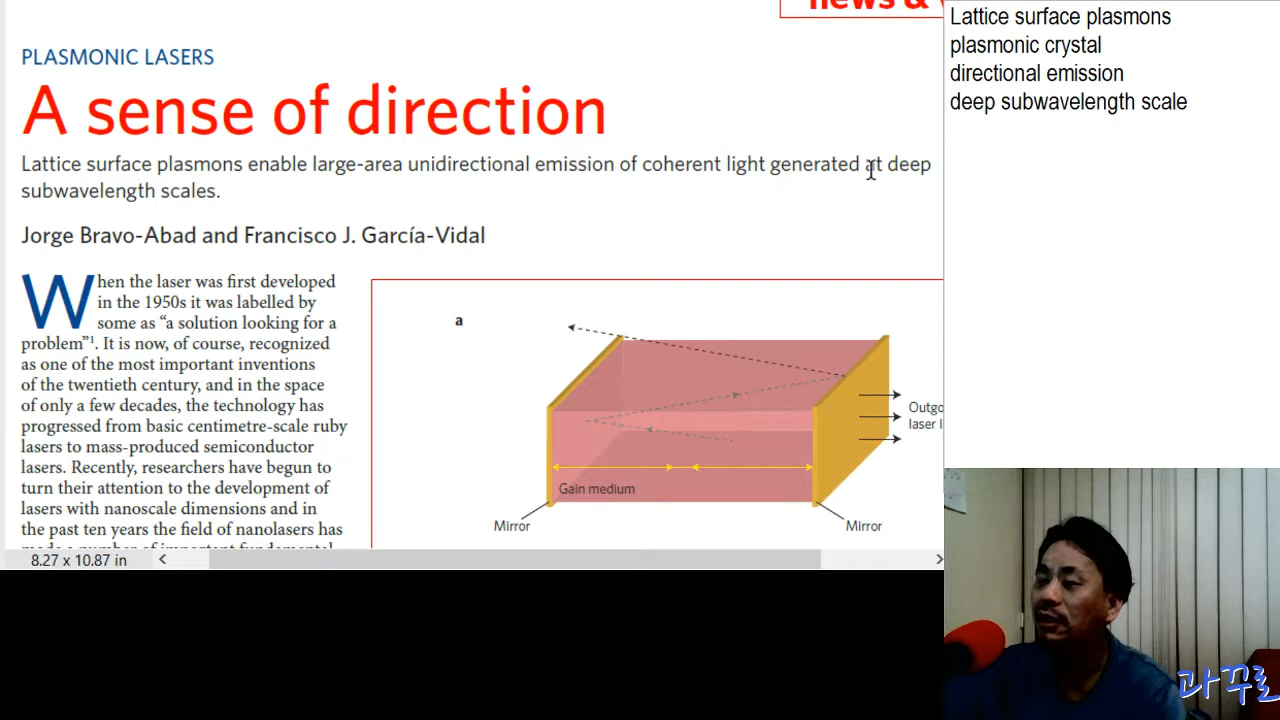 news &
PLASMONIC LASERS
A sense of direction
Lattice surface plasmons enable large-area unidirectional emission of coherent light generated at deep
subwavelength scales.
Jorge Bravo-Abad and Francisco J. García-Vidal
When the laser was first developed
in the 1950s it was labelled by
some as “a solution looking for a
problem”1. It is now, of course, recognized
as one of the most important inventions
of the twentieth century, and in the space
of only a few decades, the technology has
progressed from basic centimetre-scale ruby
lasers to mass-produced semiconductor
lasers. Recently, researchers have begun to
turn their attention to the development of
lasers with nanoscale dimensions and in
the past ten years the field of nanolasers has
made a number of important fundamental
a
Outgo
laser l
Gain medium
Mirror
Mirror
8.27 x 10.87 in
Lattice surface plasmons
plasmonic crystal
directional emission
deep subwavelength scale
과꾸로